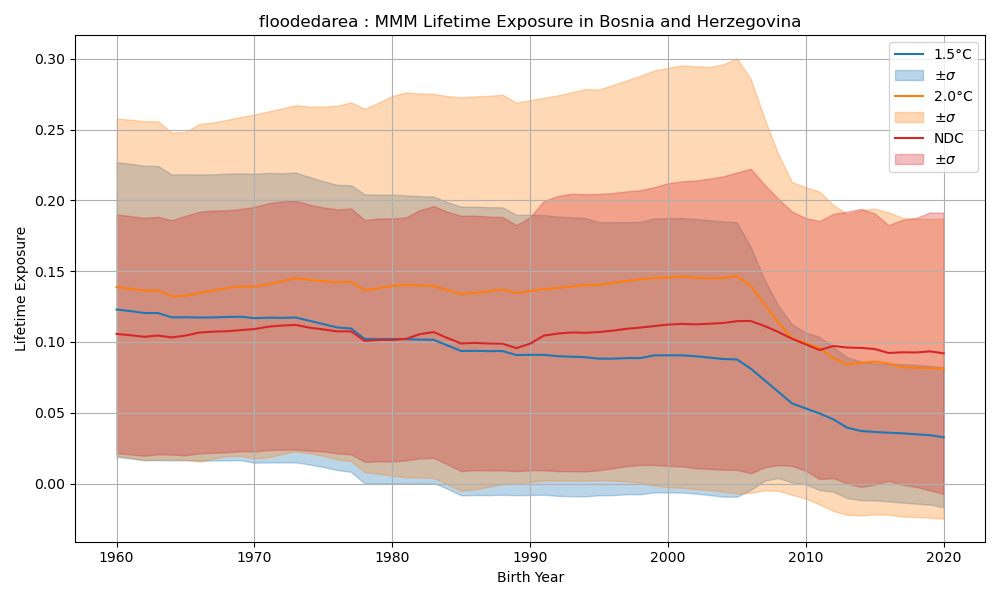 floodedarea : MMM Lifetime Exposure in Bosnia and Herzegovina
Lifetime Exposure
0.30
0.25
0.20
0.15
0.10
0.05
0.00
1.5°C
±σ
2.0°C
±σ
NDC
±σ
1960 1970 1980 1990 2000 2010 2020
Birth Year